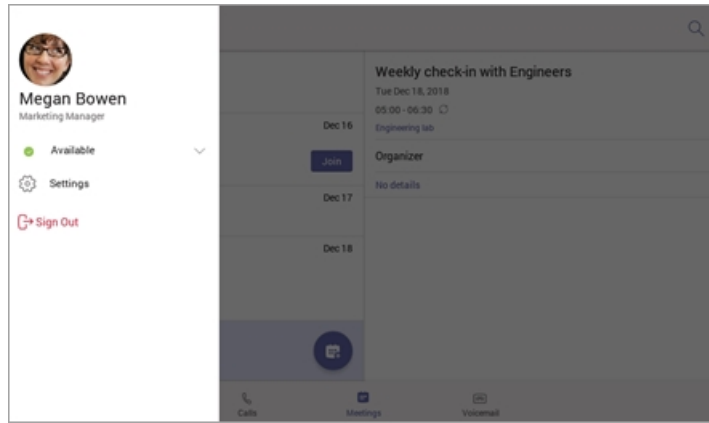 Megan Bowen
Marketing Manager
Available
Settings
Sign Out
Dec 16
Join
Dec 17
Dec 18
Weekly check-in with Engineers
Tue Dec 18, 2018
05:00 - 06:30
Engineering lab
Organizer
No details
Calls
Meetings
Voicemail